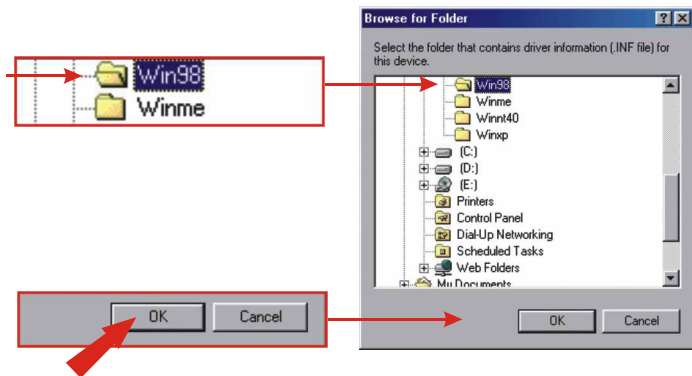 Win98
Winme
OK Cancel
Browse for Folder
Select the folder that contains driver information (.INF file) for
this device.
Win98
Winme
Winnt40
Winxp
(C:)
(D:)
(E:)
Printers
Control Panel
Dial-Up Networking
Scheduled Tasks
Web Folders
My Documents
OK Cancel